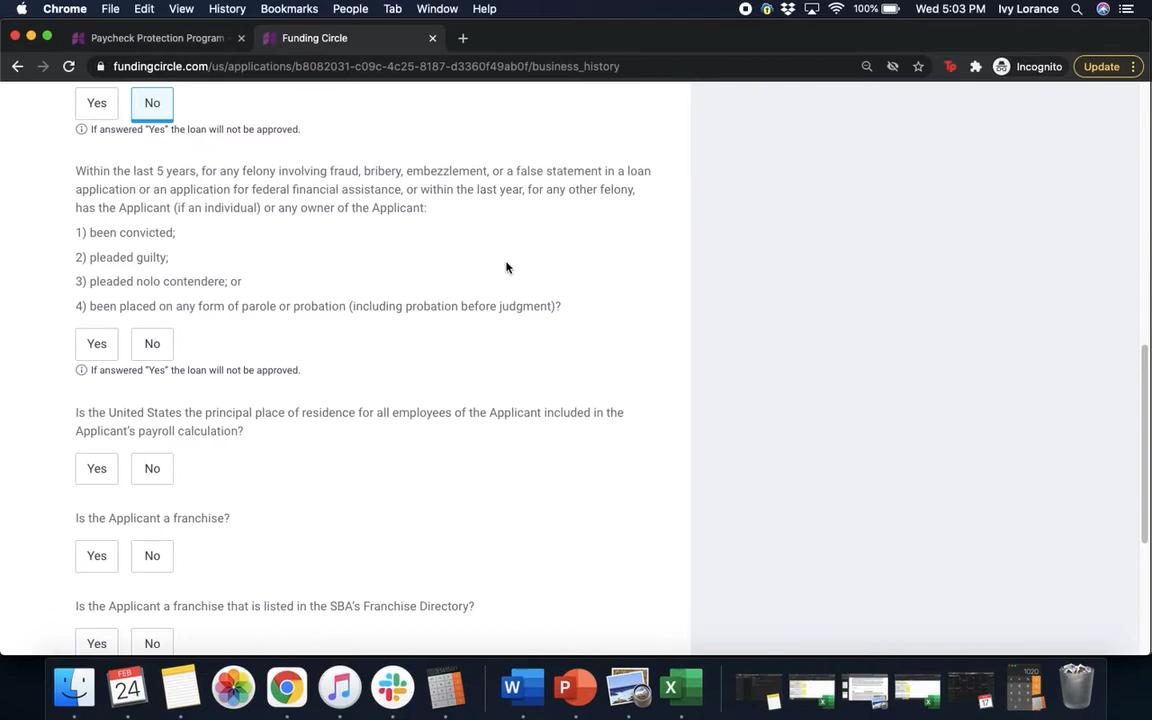 Chrome File Edit View History Bookmarks People Tab Window Help 100% Wed 5:03 PM Ivy Lorance
Paycheck Protection Program Funding Circle
fundingcircle.com/us/applications/b8082031-c09c-4c25-8187-d3360f49ab0f/business_history Incognito Update
Yes No
If answered "Yes" the loan will not be approved.
Within the last 5 years, for any felony involving fraud, bribery, embezzlement, or a false statement in a loan
application or an application for federal financial assistance, or within the last year, for any other felony,
has the Applicant (if an individual) or any owner of the Applicant:
1) been convicted;
2) pleaded guilty;
3) pleaded nolo contendere; or
4) been placed on any form of parole or probation (including probation before judgment)?
Yes No
If answered "Yes" the loan will not be approved.
Is the United States the principal place of residence for all employees of the Applicant included in the
Applicant's payroll calculation?
Yes No
Is the Applicant a franchise?
Yes No
Is the Applicant a franchise that is listed in the SBA's Franchise Directory?
Yes No
FEB
24
W P X 1020
17